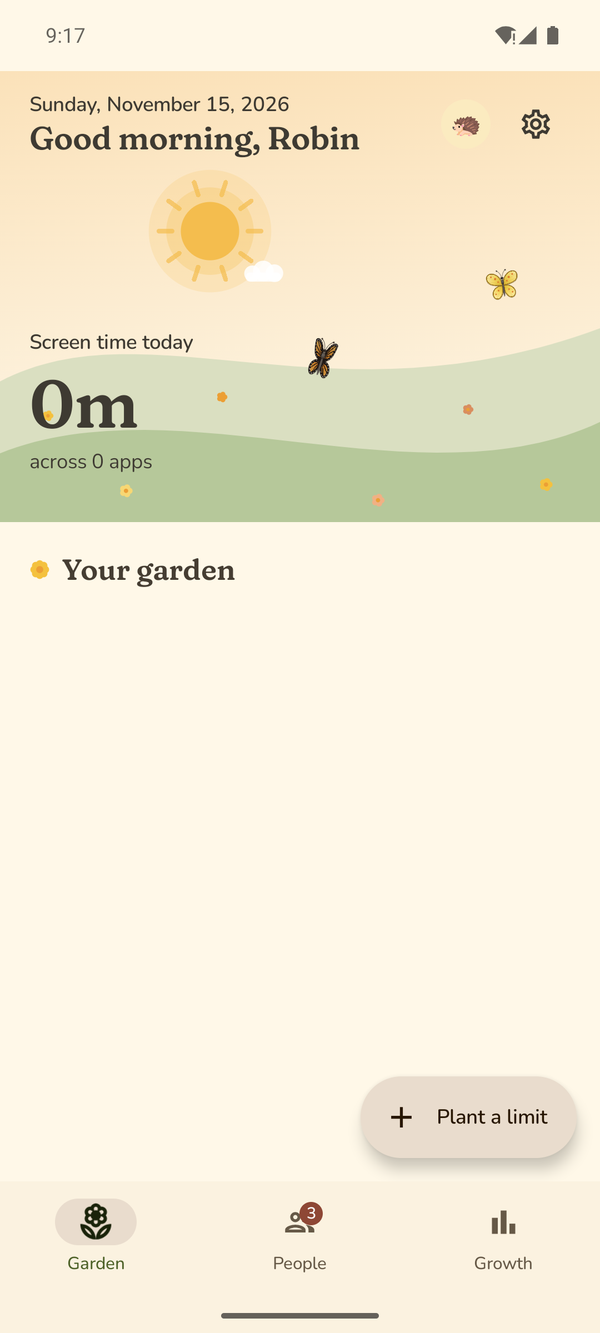 9:17
Sunday, November 15, 2026
Good morning, Robin
Screen time today
0m
across 0 apps
Your garden
Plant a limit
3
Garden
People
Growth